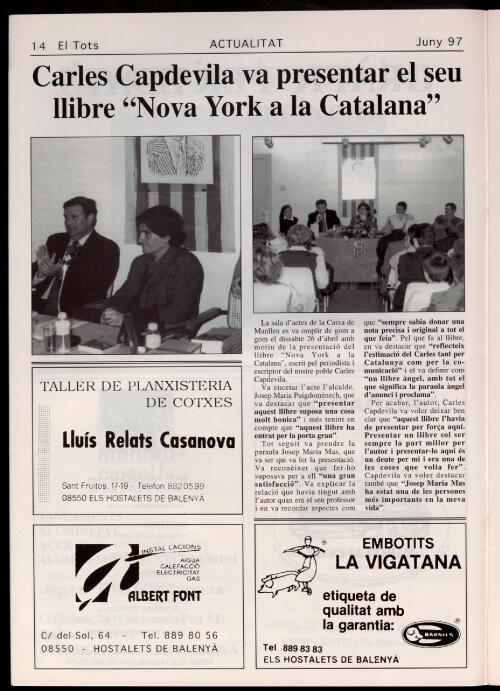 14 El Tots
ACTUALITAT
Juny 97
Carles Capdevila va presentar el seu
llibre “Nova York a la Catalana”
La sala d'actes de la Caixa de
Manlleu es va omplir de gom a
gom el dissabte 26 d'abril amb
motiu de la presentació del
llibre “Nova York a la
Catalana”, escrit pel periodista i
escriptor del nostre poble Carles
Capdevila.
Va encetar l'acte l'alcalde,
Josep Maria Puigdomènech, que
va destacar que “presentar
aquest llibre suposa una cosa
molt bonica” i més tenint en
compte que “aquest llibre ha
entrat per la porta gran”.
Tot seguit va prendre la
paraula Josep Maria Mas, que
va ser qui va fer la presentació.
Va reconèixer que fer-ho
suposava per a ell “una gran
satisfacció”. Va explicar la
relació que havia tingut amb
l'autor quan era el seu professor
i en va recordar aspectes com
que “sempre sabia donar una
nota precisa i original a tot el
que feia”. Pel que fa al llibre,
en va destacar que “reflecteix
l'estimació del Carles tant per
Catalunya com per la co-
municació” i el va definir com
“un llibre àngel, amb tot el
que significa la paraula àngel
d'anunci i proclama”.
Per acabar, l'autor, Carles
Capdevila va voler deixar ben
clar que “aquest llibre l'havia
de presentar per força aquí.
Presentar un llibre sol ser
sempre la part millor per
l'autor i presentar-lo aquí és
un deute per mi i era una de
les coses que volia fer”.
Capdevila va voler destacar
també que “Josep Maria Mas
ha estat una de les persones
més importants en la meva
vida”.
TALLER DE PLANXISTERIA
DE COTXES
Lluís Relats Casanova
Sant Fruitos, 17-19 - Telefon 882 05 99
08550 ELS HOSTALETS DE BALENYÀ
INSTAL·LACIONS
AIGUA
CALEFACCIÓ
ELECTRICITAT
GAS
ALBERT FONT
C/ del Sol, 64 - Tel. 889 80 56
08550 - HOSTALETS DE BALENYÀ
EMBOTITS
LA VIGATANA
etiqueta de
qualitat amb
la garantia:
BARNILS
Tel 889 83 83
ELS HOSTALETS DE BALENYÀ